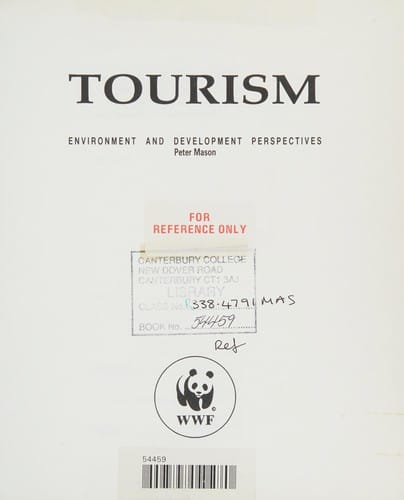 TOURISM
ENVIRONMENT AND DEVELOPMENT PERSPECTIVES
Peter Mason
FOR
REFERENCE ONLY
CANTERBURY COLLEGE
NEW DOVER ROAD
CANTERBURY CT1 3AJ
LIBRARY
CLASS No. R338.4791 MAS
BOOK No. 54459
Ref
©
WWF
54459